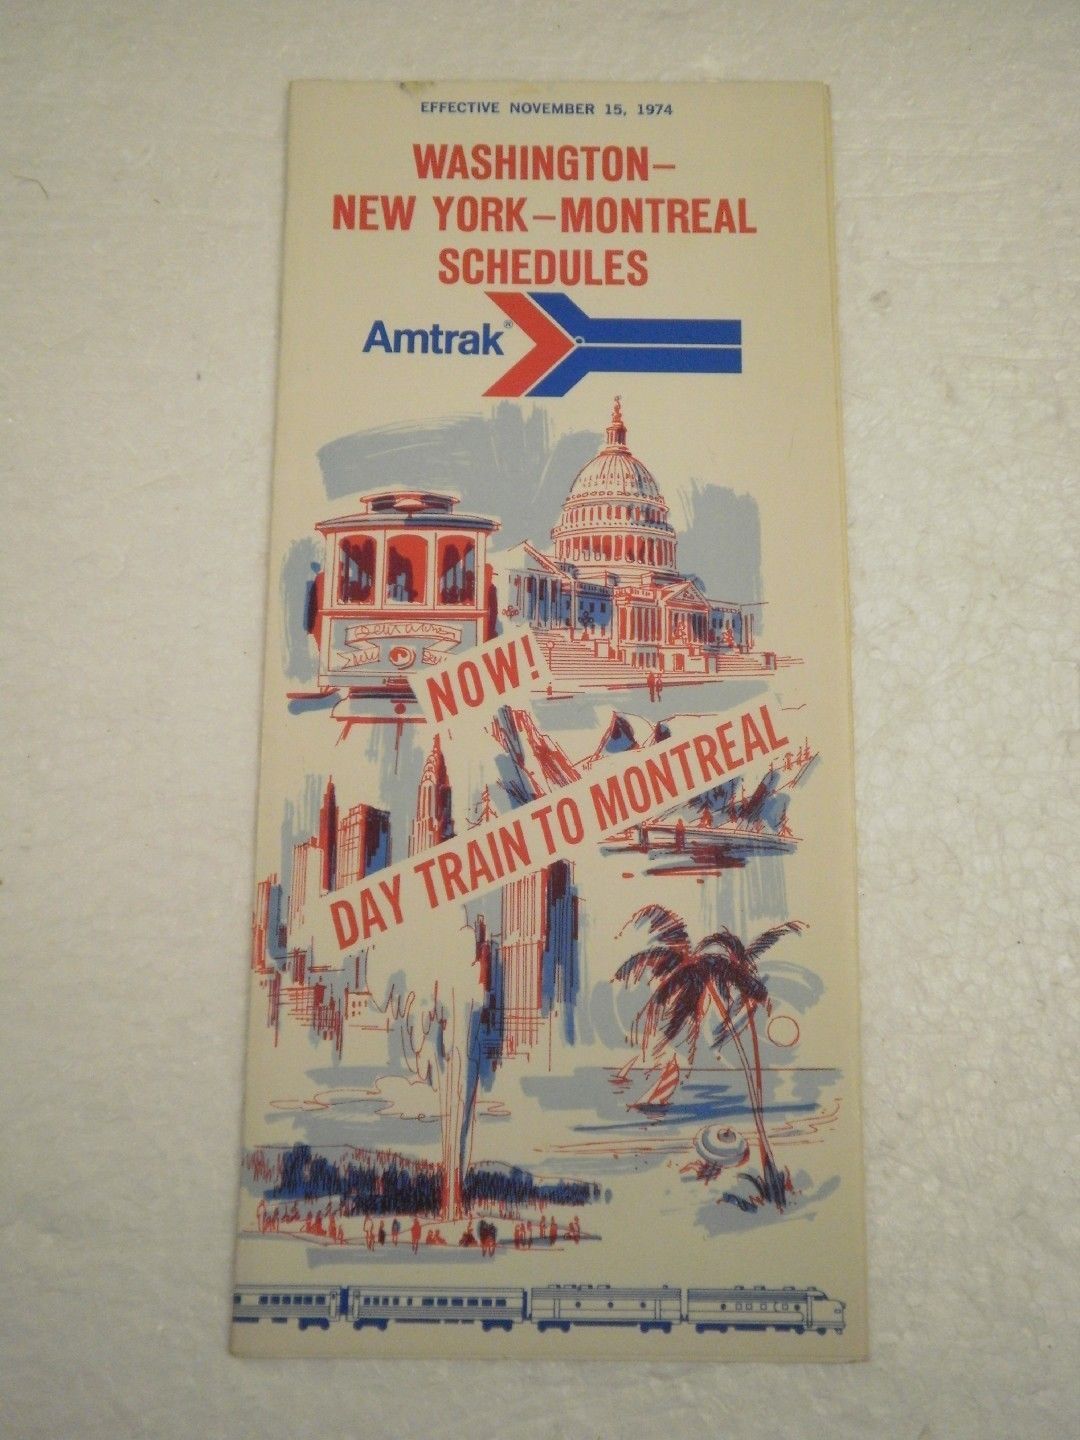 EFFECTIVE NOVEMBER 15, 1974
WASHINGTON–
NEW YORK–MONTREAL
SCHEDULES
Amtrak®
NOW!
DAY TRAIN TO MONTREAL